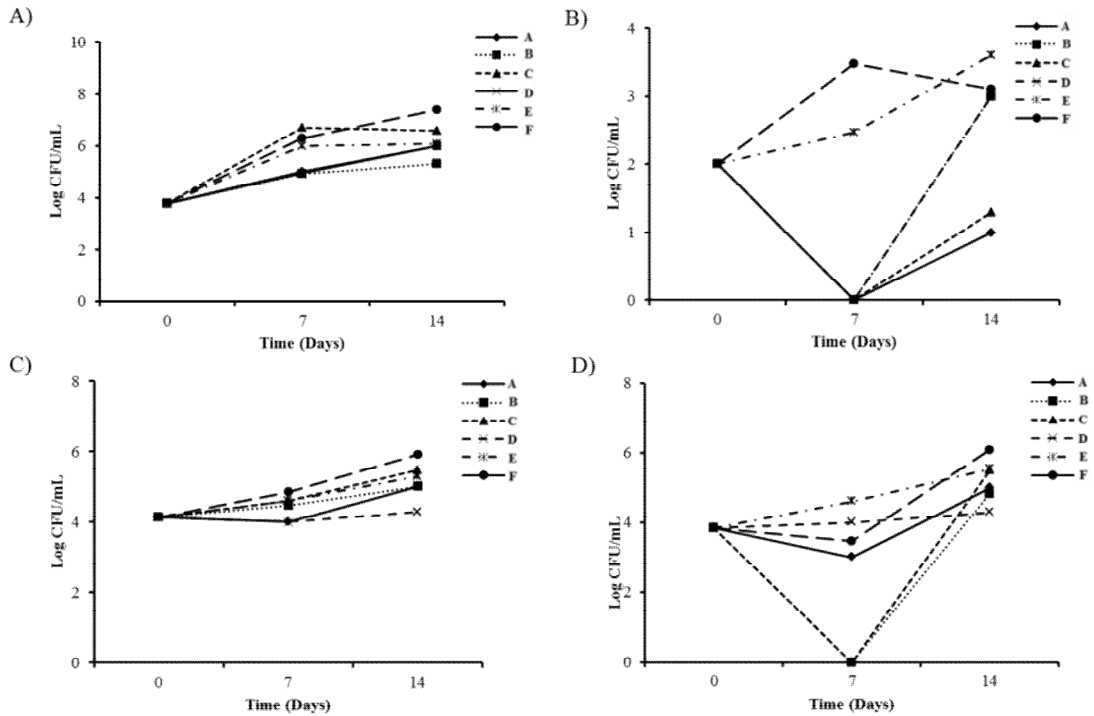 A)
10
8
6
4
2
0
Log CFU/mL
0 7 14
Time (Days)
A
B
C
D
E
F
B)
4
3
2
1
0
Log CFU/mL
0 7 14
Time (Days)
A
B
C
D
E
F
C)
8
6
4
2
0
Log CFU/mL
0 7 14
Time (Days)
A
B
C
D
E
F
D)
8
6
4
2
0
Log CFU/mL
0 7 14
Time (Days)
A
B
C
D
E
F